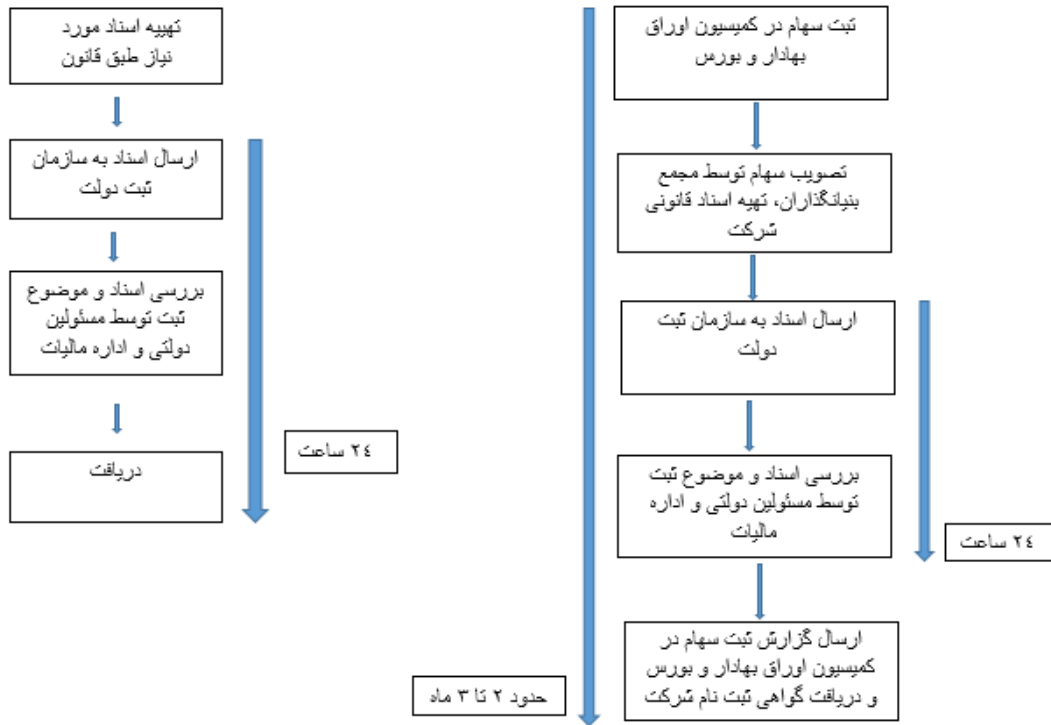 ثبت سهام در کمیسیون اوراق
بهادار و بورس
تصویب سهام توسط مجمع
بنیانگذاران، تهیه اسناد قانونی
شرکت
ارسال اسناد به سازمان ثبت
دولت
بررسی اسناد و موضوع ثبت
توسط مسئولین دولتی و اداره
مالیات
ارسال گزارش ثبت سهام در
کمیسیون اوراق بهادار و بورس
و دریافت گواهی ثبت نام شرکت
۲۴ ساعت
حدود ۲ تا ۳ ماه
تهییه اسناد مورد
نیاز طبق قانون
ارسال اسناد به سازمان
ثبت دولت
بررسی اسناد و موضوع
ثبت توسط مسئولین
دولتی و اداره مالیات
دریافت
۲۴ ساعت